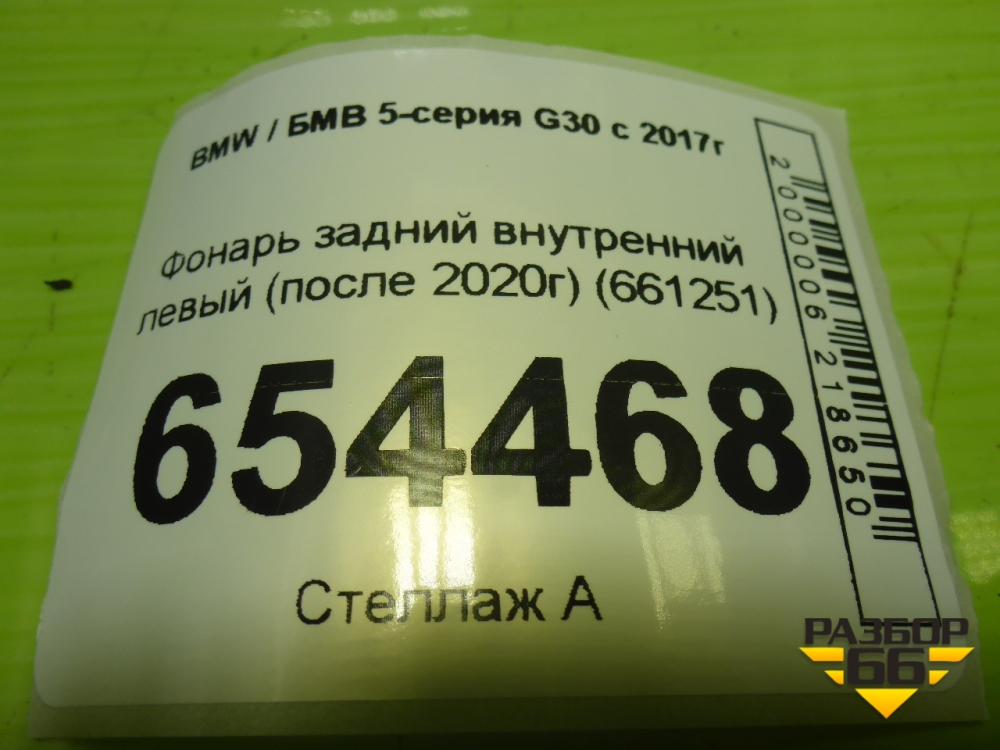 BMW / БМВ 5-серия G30 с 2017г
Фонарь задний внутренний
левый (после 2020г) (661251)
654468
Стеллаж А
2000006218650
РАЗБОР
66